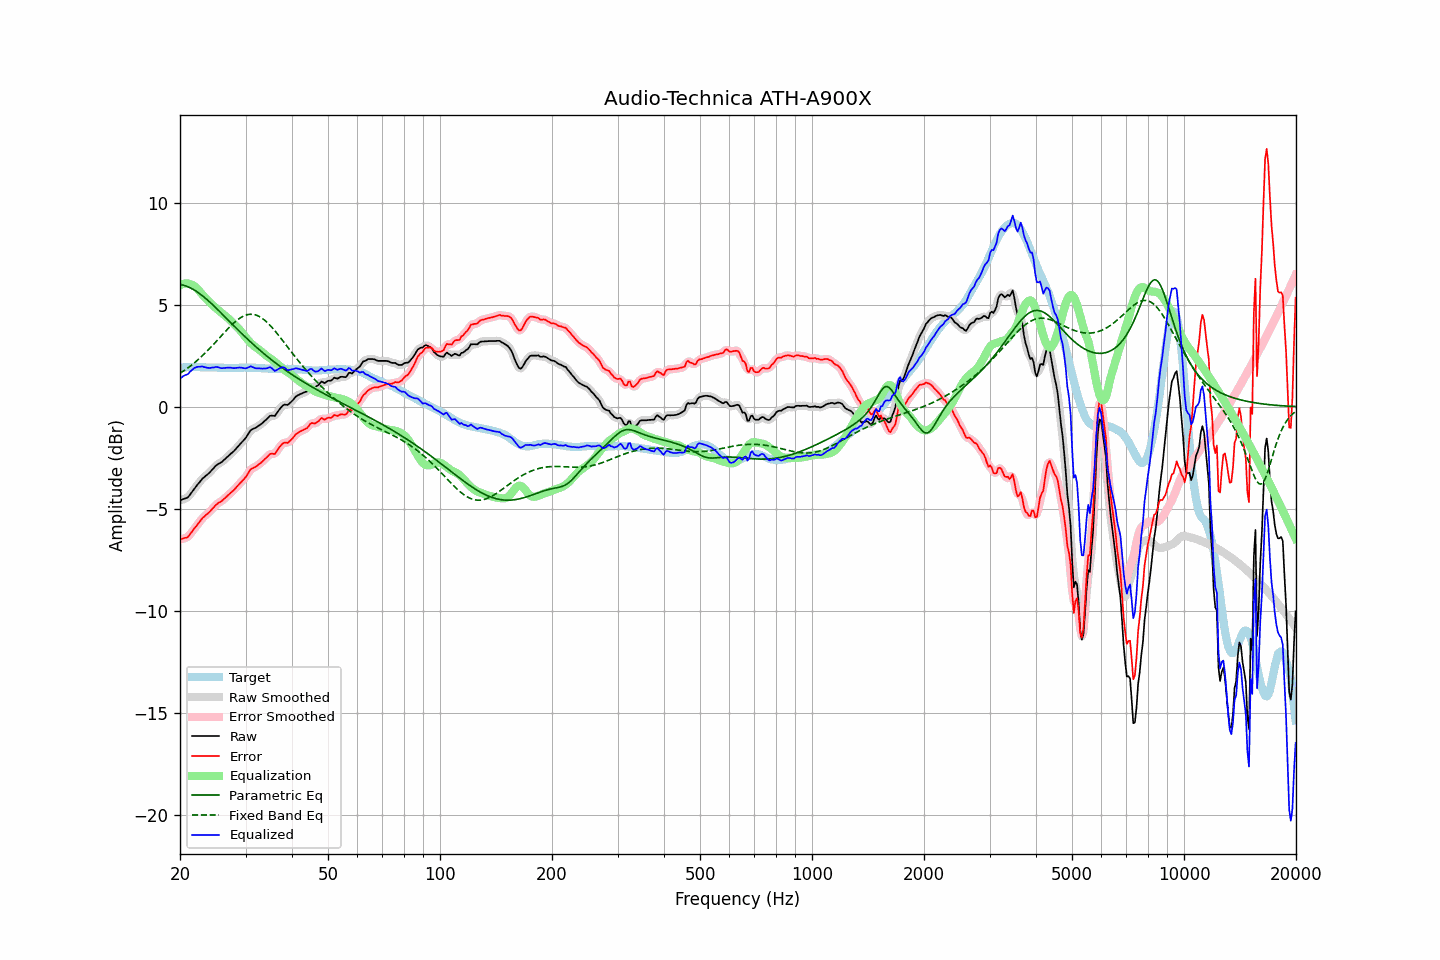 Audio-Technica ATH-A900X
Amplitude (dBr)
10
5
0
−5
−10
−15
−20
Target
Raw Smoothed
Error Smoothed
Raw
Error
Equalization
Parametric Eq
Fixed Band Eq
Equalized
20 50 100 200 500 1000 2000 5000 10000 20000
Frequency (Hz)